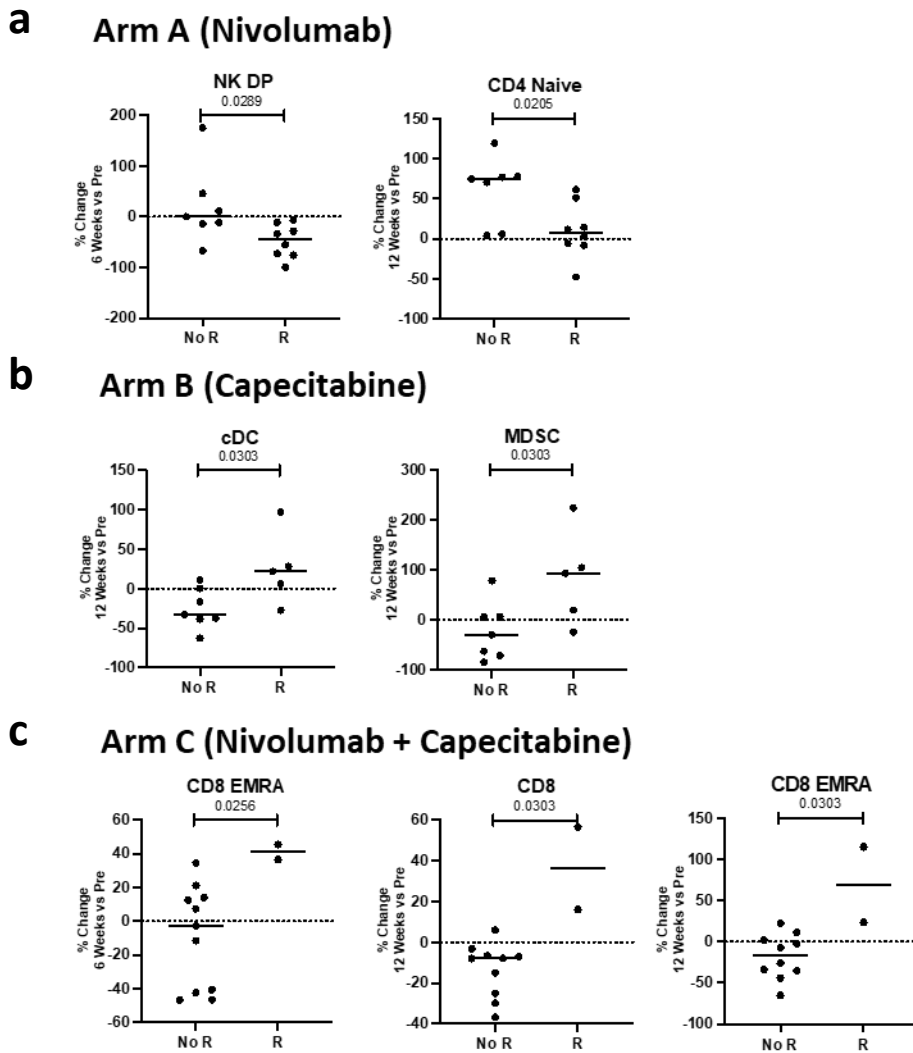 a
Arm A (Nivolumab)
NK DP
0.0289
% Change
6 Weeks vs Pre
200
100
0
-100
-200
No R
R
CD4 Naive
0.0205
% Change
12 Weeks vs Pre
150
100
50
0
-50
-100
No R
R
b
Arm B (Capecitabine)
cDC
0.0303
% Change
12 Weeks vs Pre
150
100
50
0
-50
-100
No R
R
MDSC
0.0303
% Change
12 Weeks vs Pre
300
200
100
0
-100
No R
R
c
Arm C (Nivolumab + Capecitabine)
CD8 EMRA
0.0256
% Change
6 Weeks vs Pre
60
40
20
0
-20
-40
-60
No R
R
CD8
0.0303
% Change
12 Weeks vs Pre
60
40
20
0
-20
-40
No R
R
CD8 EMRA
0.0303
% Change
12 Weeks vs Pre
150
100
50
0
-50
-100
No R
R